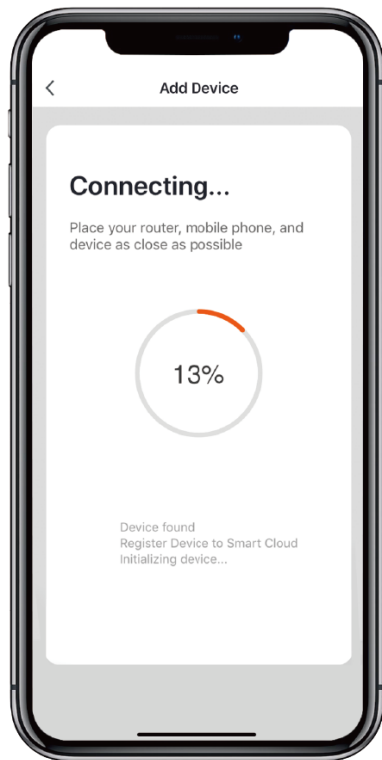 Add Device
Connecting...
Place your router, mobile phone, and
device as close as possible
13%
Device found
Register Device to Smart Cloud
Initializing device...